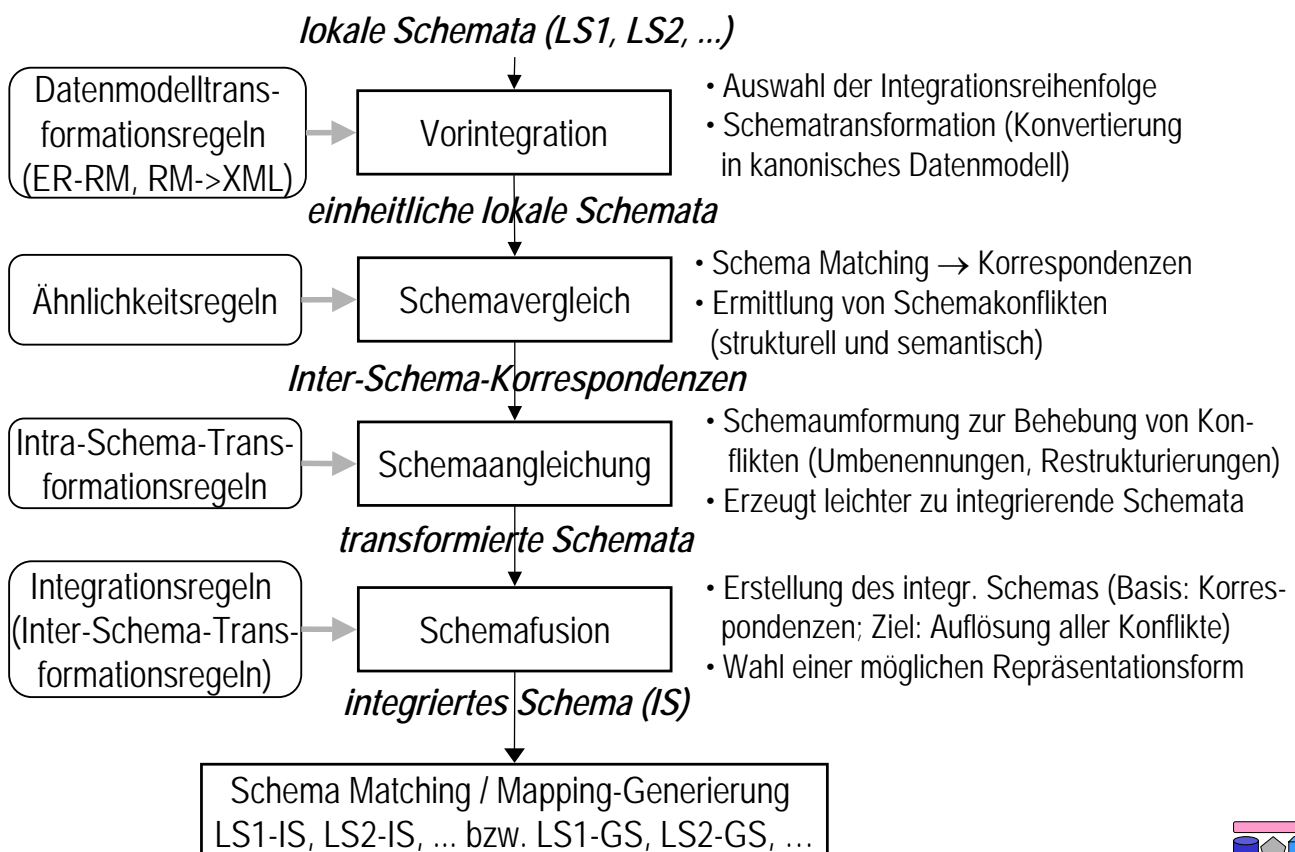 lokale Schemata (LS1, LS2, ...)
Datenmodelltrans-
formationsregeln
(ER-RM, RM->XML)
Vorintegration
• Auswahl der Integrationsreihenfolge
• Schematransformation (Konvertierung
in kanonisches Datenmodell)
einheitliche lokale Schemata
Ähnlichkeitsregeln
Schemavergleich
• Schema Matching → Korrespondenzen
• Ermittlung von Schemakonflikten
(strukturell und semantisch)
Inter-Schema-Korrespondenzen
Intra-Schema-Trans-
formationsregeln
Schemaangleichung
• Schemaumformung zur Behebung von Kon-
flikten (Umbenennungen, Restrukturierungen)
• Erzeugt leichter zu integrierende Schemata
transformierte Schemata
Integrationsregeln
(Inter-Schema-Trans-
formationsregeln)
Schemafusion
• Erstellung des integr. Schemas (Basis: Korres-
pondenzen; Ziel: Auflösung aller Konflikte)
• Wahl einer möglichen Repräsentationsform
integriertes Schema (IS)
Schema Matching / Mapping-Generierung
LS1-IS, LS2-IS, ... bzw. LS1-GS, LS2-GS, …